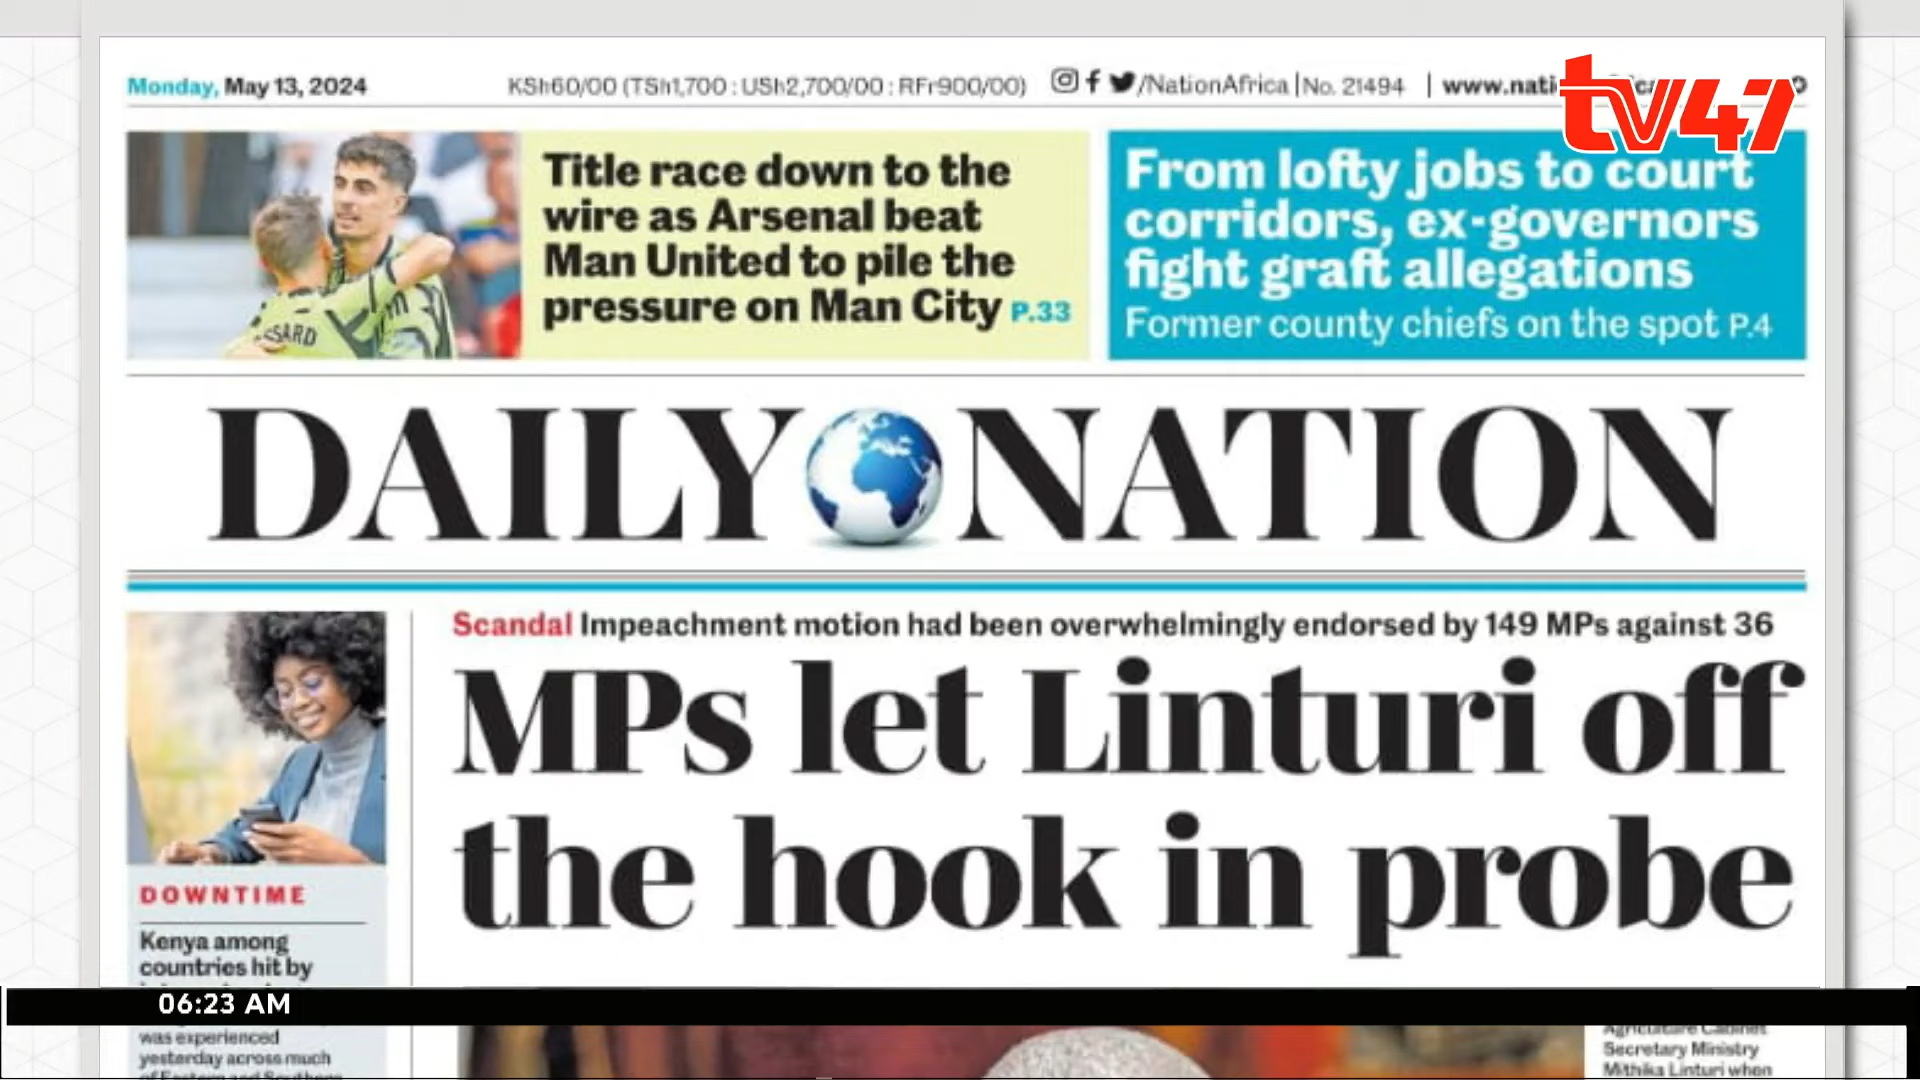 Monday, May 13, 2024
KSh60/00 (TSh1,700 : USh2,700/00 : RFr900/00)
/NationAfrica | No. 21494 | www.nati
tv47
Title race down to the
wire as Arsenal beat
Man United to pile the
pressure on Man City P.33
From lofty jobs to court
corridors, ex-governors
fight graft allegations
Former county chiefs on the spot P.4
DAILY NATION
Scandal Impeachment motion had been overwhelmingly endorsed by 149 MPs against 36
MPs let Linturi off
the hook in probe
DOWNTIME
Kenya among
countries hit by
06:23 AM
was experienced
yesterday across much
of Eastern and Southern
Agriculture Cabinet
Secretary Ministry
Mithika Linturi when